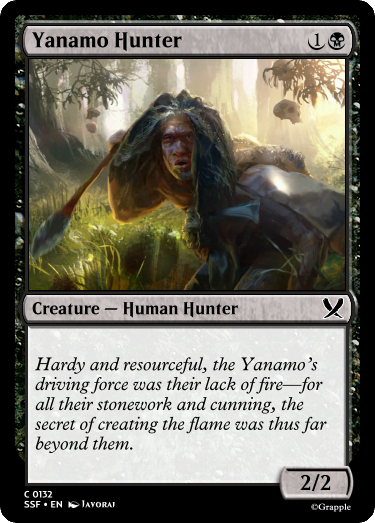 Yanamo Hunter 1
Creature — Human Hunter
Hardy and resourceful, the Yanamo's
driving force was their lack of fire—for
all their stonework and cunning, the
secret of creating the flame was thus far
beyond them.
2/2
C 0132
SSF • EN Javoraj
©Grapple